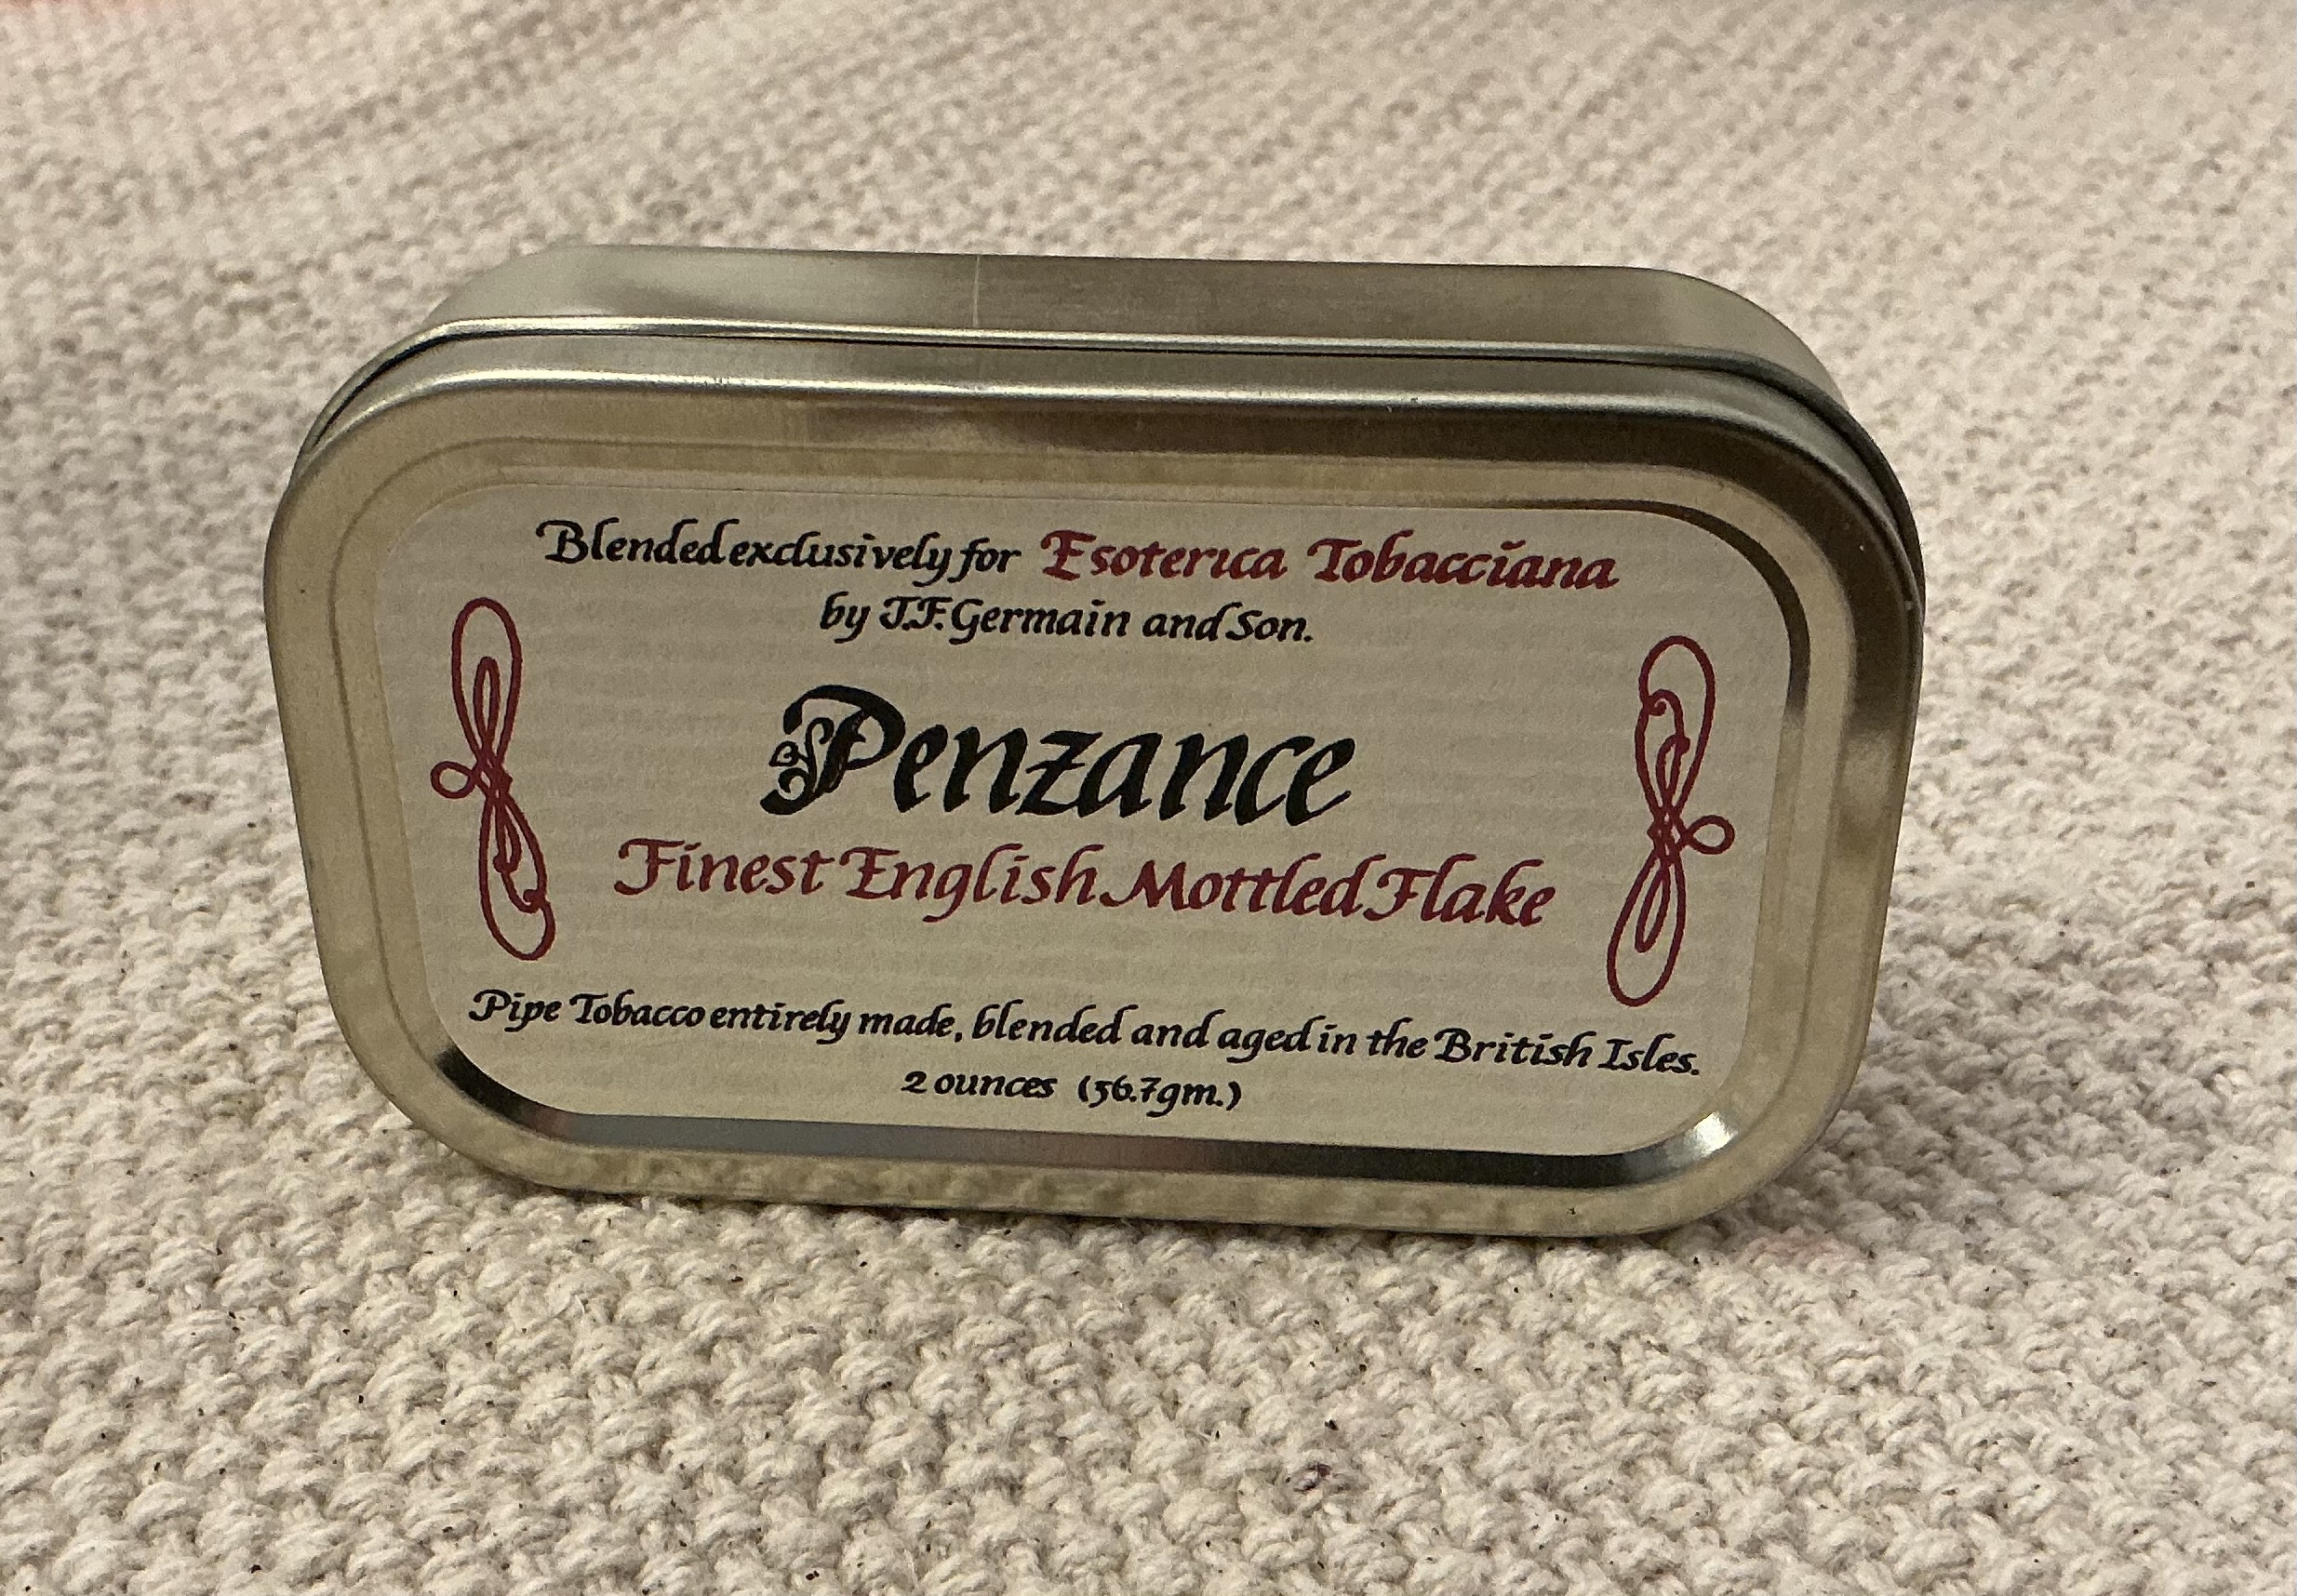 Blended exclusively for Esoterica Tobacciana
by J.F. Germain and Son.
Penzance
Finest English Mottled Flake
Pipe Tobacco entirely made, blended and aged in the British Isles.
2 ounces (56.7gm.)